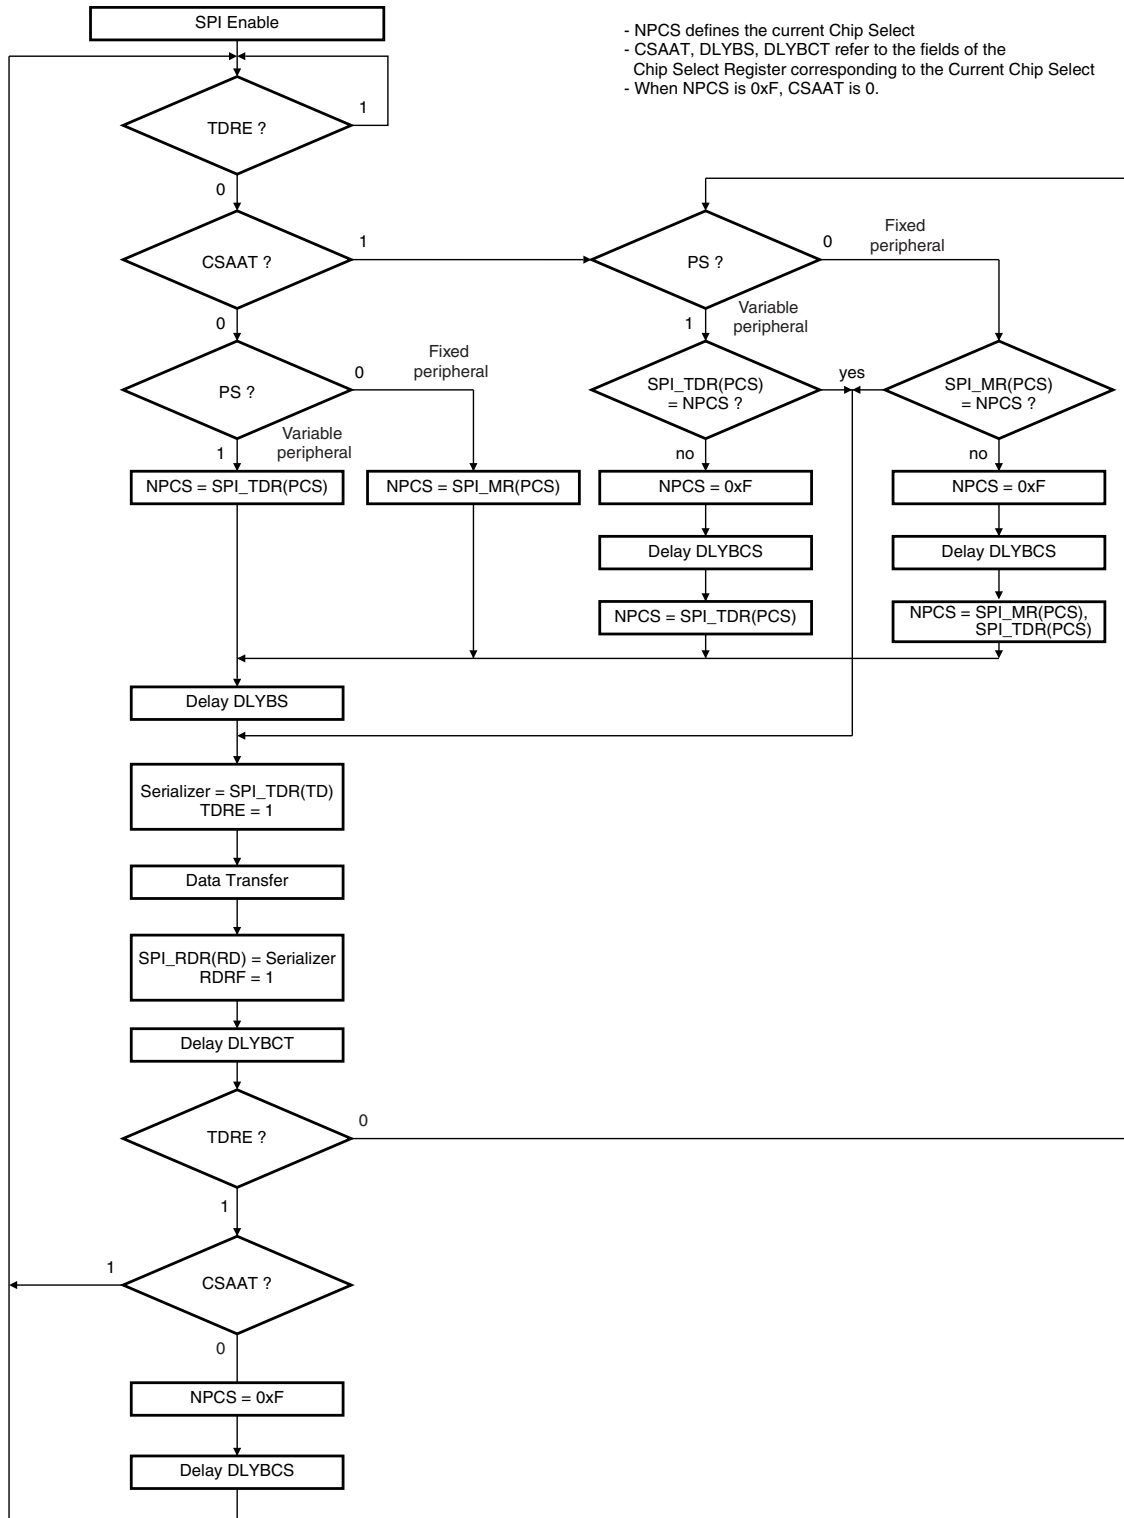 SPI Enable
- NPCS defines the current Chip Select
- CSAAT, DLYBS, DLYBCT refer to the fields of the
Chip Select Register corresponding to the Current Chip Select
- When NPCS is 0xF, CSAAT is 0.
1
TDRE ?
0
CSAAT ?
1
PS ?
0
Fixed
peripheral
0
1
Variable
peripheral
PS ?
0
Fixed
peripheral
SPI_TDR(PCS)
= NPCS ?
yes
SPI_MR(PCS)
= NPCS ?
1
Variable
peripheral
no
no
NPCS = SPI_TDR(PCS)
NPCS = SPI_MR(PCS)
NPCS = 0xF
NPCS = 0xF
Delay DLYBCS
Delay DLYBCS
NPCS = SPI_TDR(PCS)
NPCS = SPI_MR(PCS),
SPI_TDR(PCS)
Delay DLYBS
Serializer = SPI_TDR(TD)
TDRE = 1
Data Transfer
SPI_RDR(RD) = Serializer
RDRF = 1
Delay DLYBCT
TDRE ?
0
1
CSAAT ?
1
0
NPCS = 0xF
Delay DLYBCS